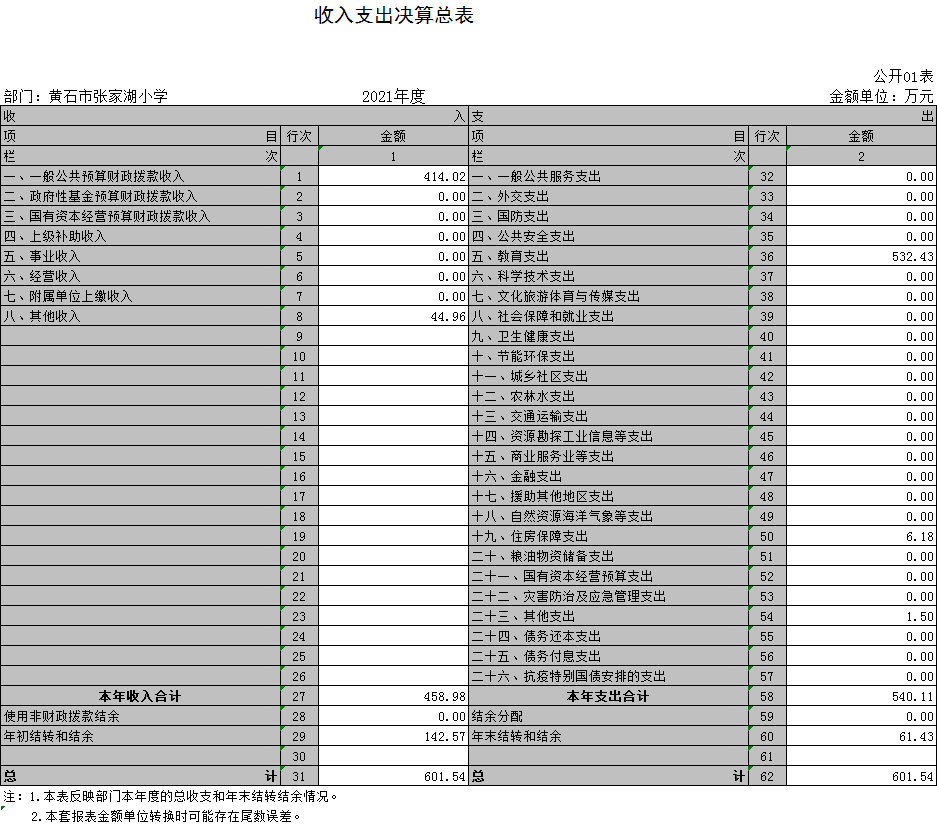 收入支出决算总表
公开01表
部门：黄石市张家湖小学 2021年度 金额单位：万元
收 入 支 出
项 目 行次 金额 项 目 行次 金额
栏 次 1 栏 次 2
一、一般公共预算财政拨款收入 1 414.02 一、一般公共服务支出 32 0.00
二、政府性基金预算财政拨款收入 2 0.00 二、外交支出 33 0.00
三、国有资本经营预算财政拨款收入 3 0.00 三、国防支出 34 0.00
四、上级补助收入 4 0.00 四、公共安全支出 35 0.00
五、事业收入 5 0.00 五、教育支出 36 532.43
六、经营收入 6 0.00 六、科学技术支出 37 0.00
七、附属单位上缴收入 7 0.00 七、文化旅游体育与传媒支出 38 0.00
八、其他收入 8 44.96 八、社会保障和就业支出 39 0.00
9 九、卫生健康支出 40 0.00
10 十、节能环保支出 41 0.00
11 十一、城乡社区支出 42 0.00
12 十二、农林水支出 43 0.00
13 十三、交通运输支出 44 0.00
14 十四、资源勘探工业信息等支出 45 0.00
15 十五、商业服务业等支出 46 0.00
16 十六、金融支出 47 0.00
17 十七、援助其他地区支出 48 0.00
18 十八、自然资源海洋气象等支出 49 0.00
19 十九、住房保障支出 50 6.18
20 二十、粮油物资储备支出 51 0.00
21 二十一、国有资本经营预算支出 52 0.00
22 二十二、灾害防治及应急管理支出 53 0.00
23 二十三、其他支出 54 1.50
24 二十四、债务还本支出 55 0.00
25 二十五、债务付息支出 56 0.00
26 二十六、抗疫特别国债安排的支出 57 0.00
本年收入合计 27 458.98 本年支出合计 58 540.11
使用非财政拨款结余 28 0.00 结余分配 59 0.00
年初结转和结余 29 142.57 年末结转和结余 60 61.43
30 61
总 计 31 601.54 总 计 62 601.54
注：1.本表反映部门本年度的总收支和年末结转结余情况。
2.本套报表金额单位转换时可能存在尾数误差。